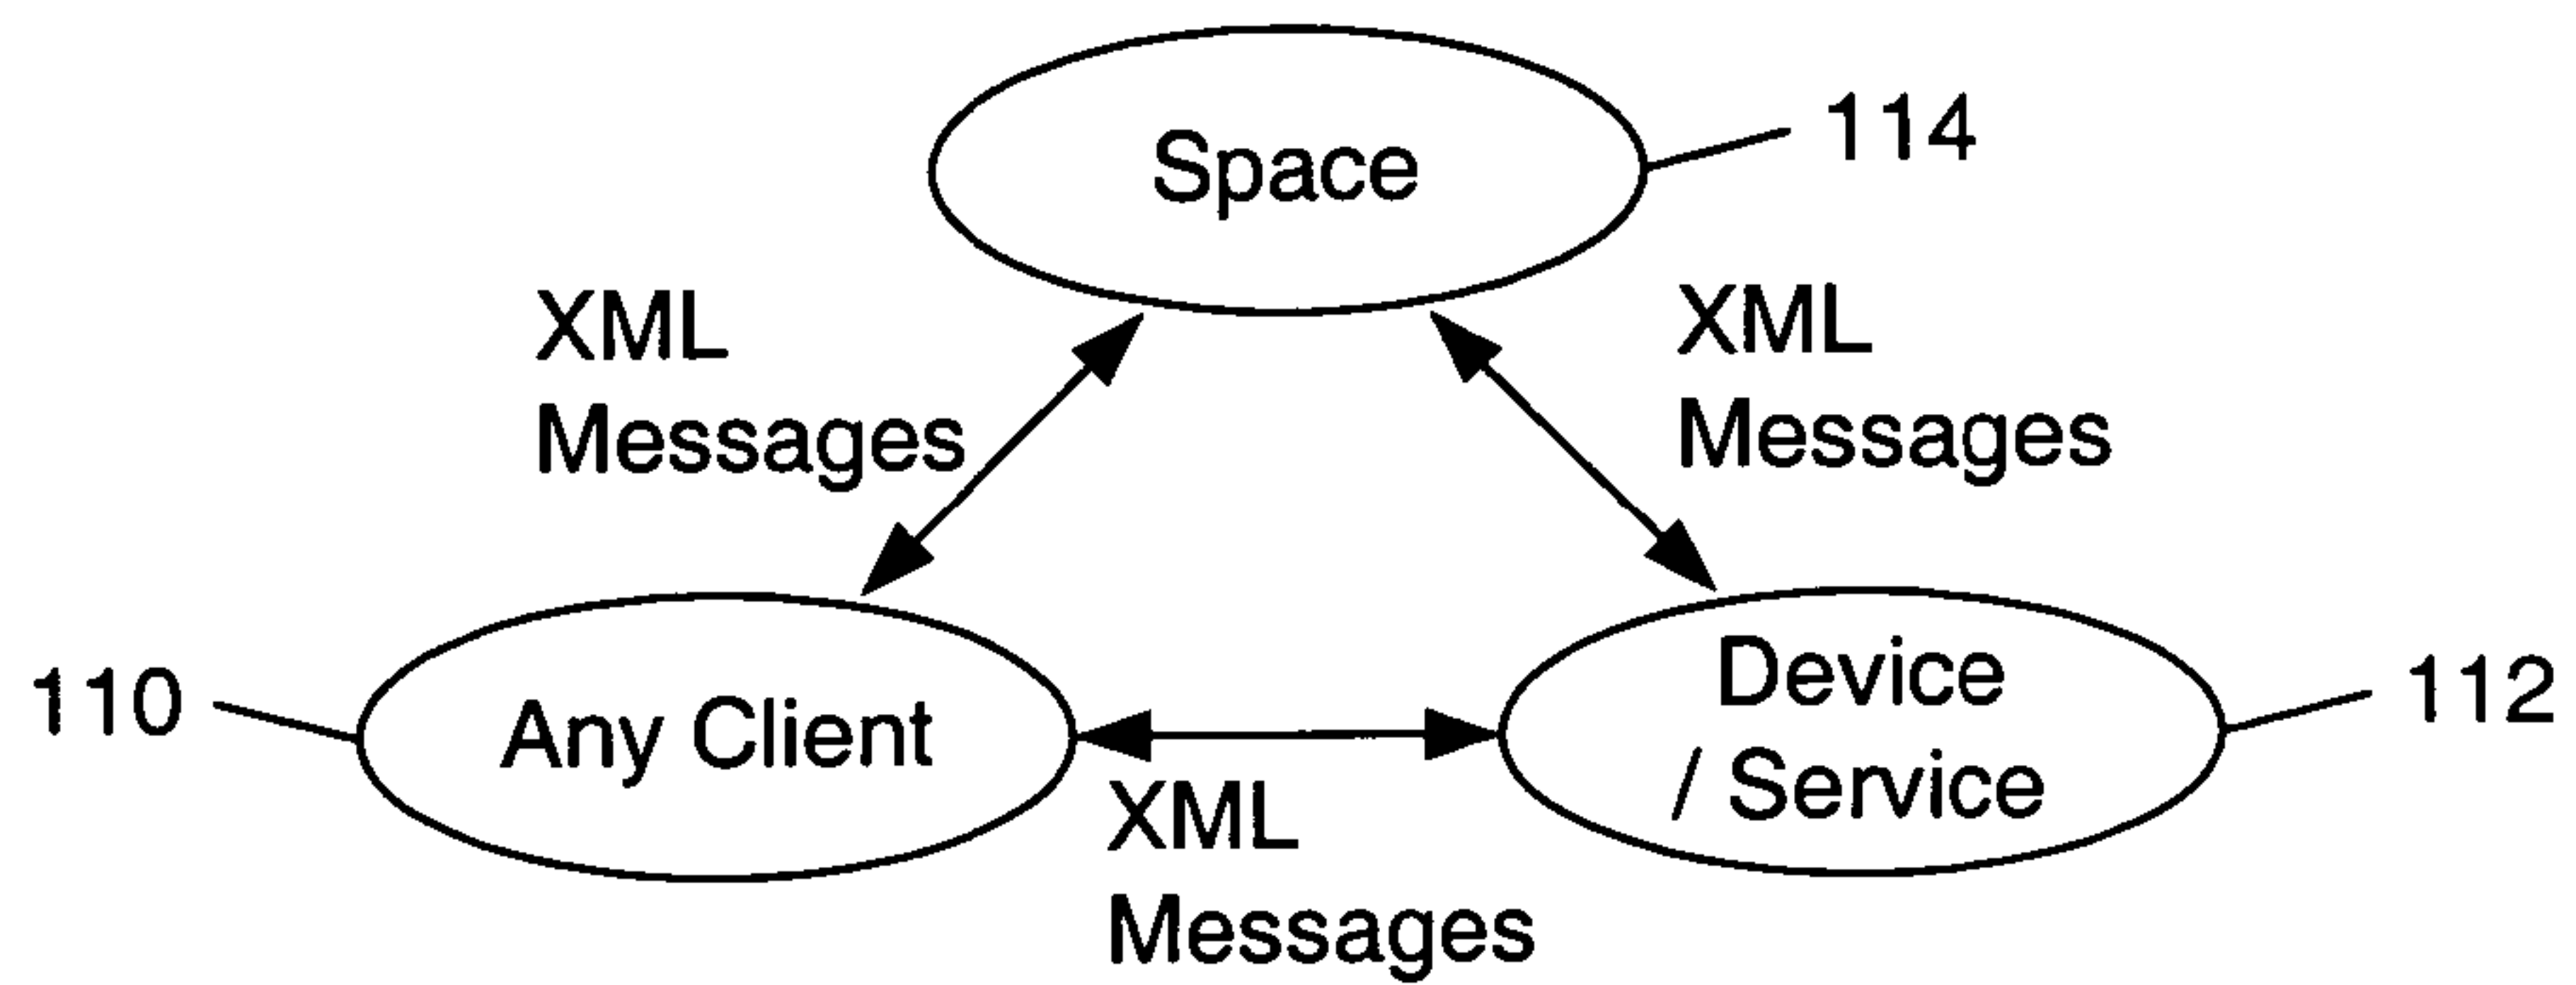 Space
114
XML
Messages
XML
Messages
110
Any Client
Device
/ Service
112
XML
Messages